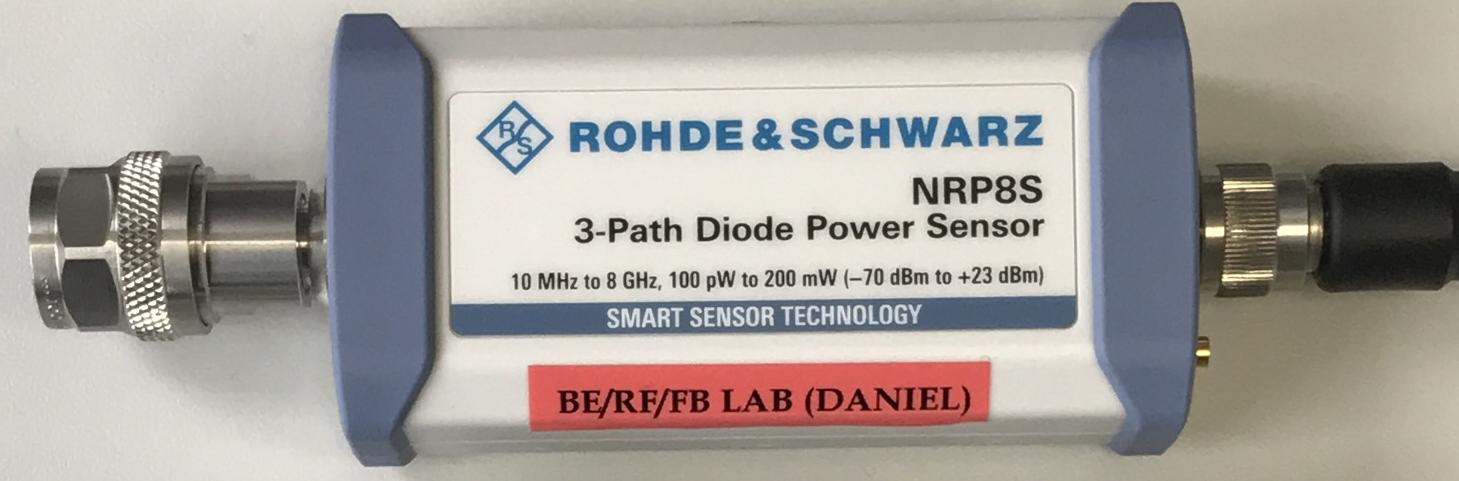 R S ROHDE&SCHWARZ
NRP8S
3-Path Diode Power Sensor
10 MHz to 8 GHz, 100 pW to 200 mW (–70 dBm to +23 dBm)
SMART SENSOR TECHNOLOGY
BE/RF/FB LAB (DANIEL)